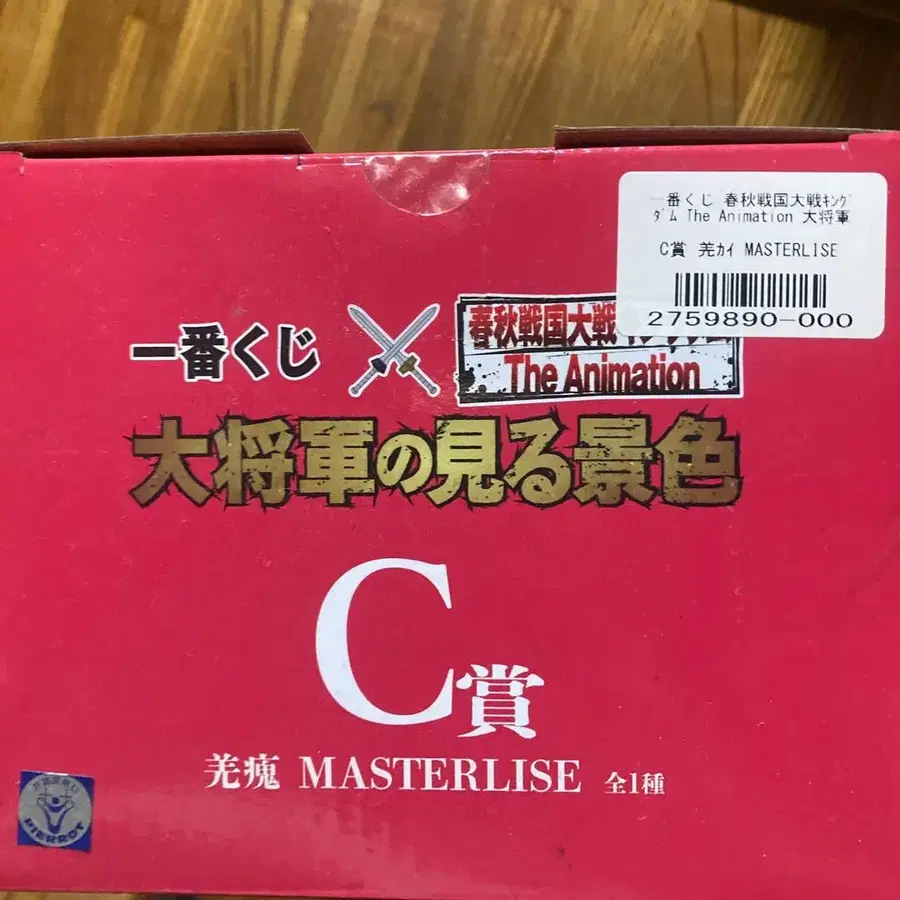 一番くじ 春秋戦国大戦ｷﾝｸﾞ
ﾀﾞﾑ The Animation 大将軍
C賞 羌ｶｲ MASTERLISE
2759890-000
一番くじ
春秋戦国大戦
The Animation
大将軍の見る景色
C賞
羌瘣 MASTERLISE 全1種
PIERROT